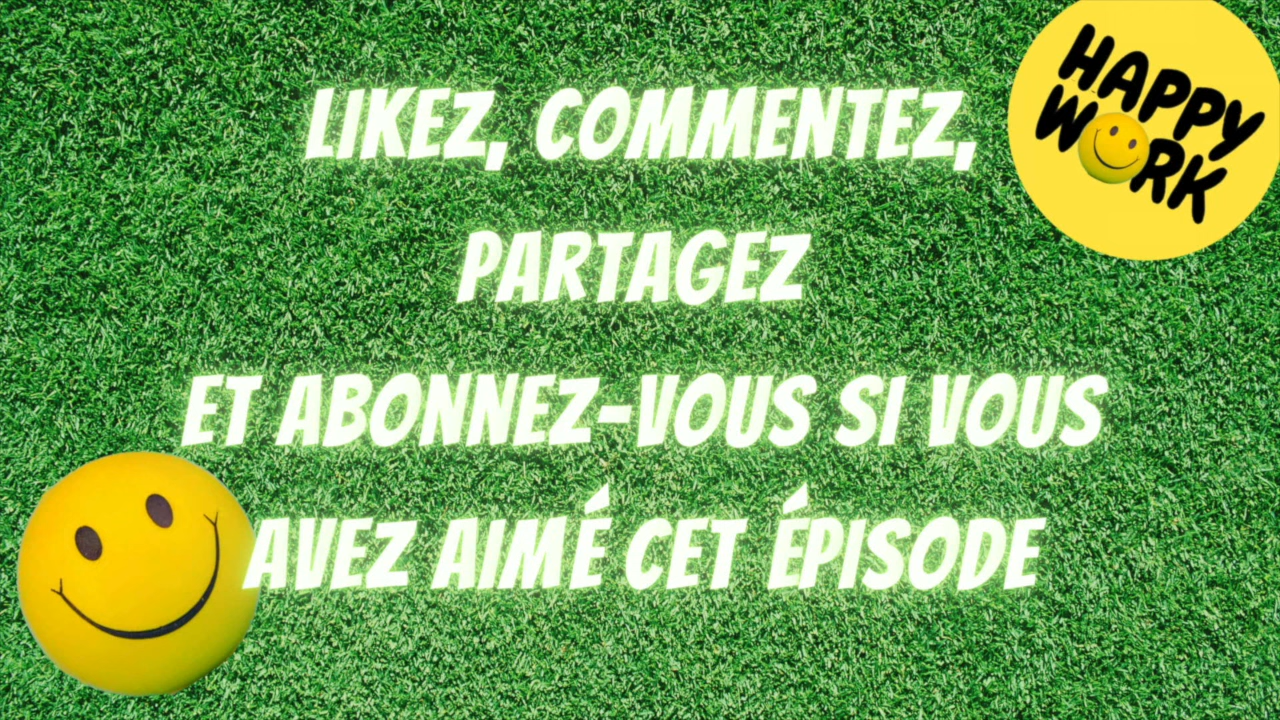 LIKEZ, COMMENTEZ,
PARTAGEZ
ET ABONNEZ-VOUS SI VOUS
AVEZ AIMÉ CET ÉPISODE
HAPPY
WORK